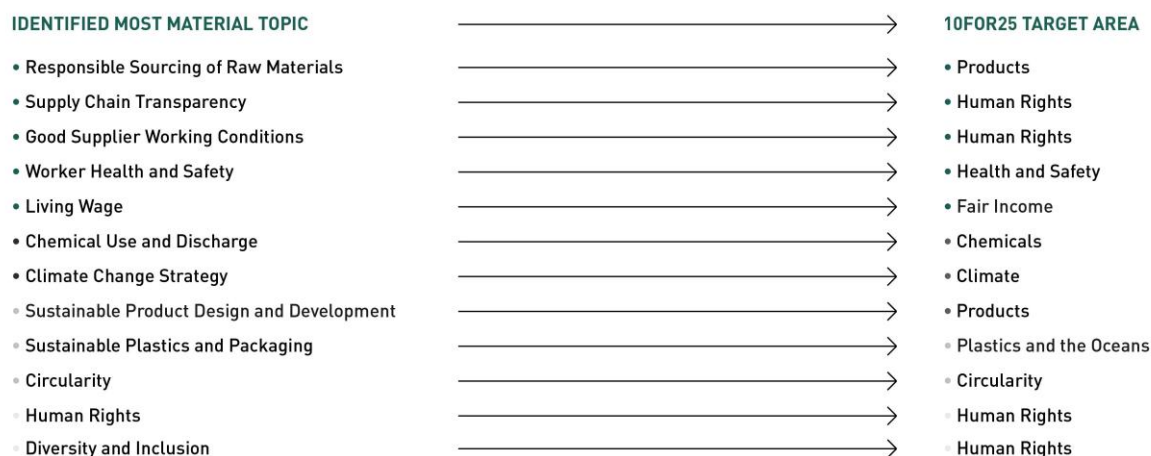 IDENTIFIED MOST MATERIAL TOPIC → 10FOR25 TARGET AREA
• Responsible Sourcing of Raw Materials → • Products
• Supply Chain Transparency → • Human Rights
• Good Supplier Working Conditions → • Human Rights
• Worker Health and Safety → • Health and Safety
• Living Wage → • Fair Income
• Chemical Use and Discharge → • Chemicals
• Climate Change Strategy → • Climate
• Sustainable Product Design and Development → • Products
• Sustainable Plastics and Packaging → • Plastics and the Oceans
• Circularity → • Circularity
• Human Rights → • Human Rights
• Diversity and Inclusion → • Human Rights